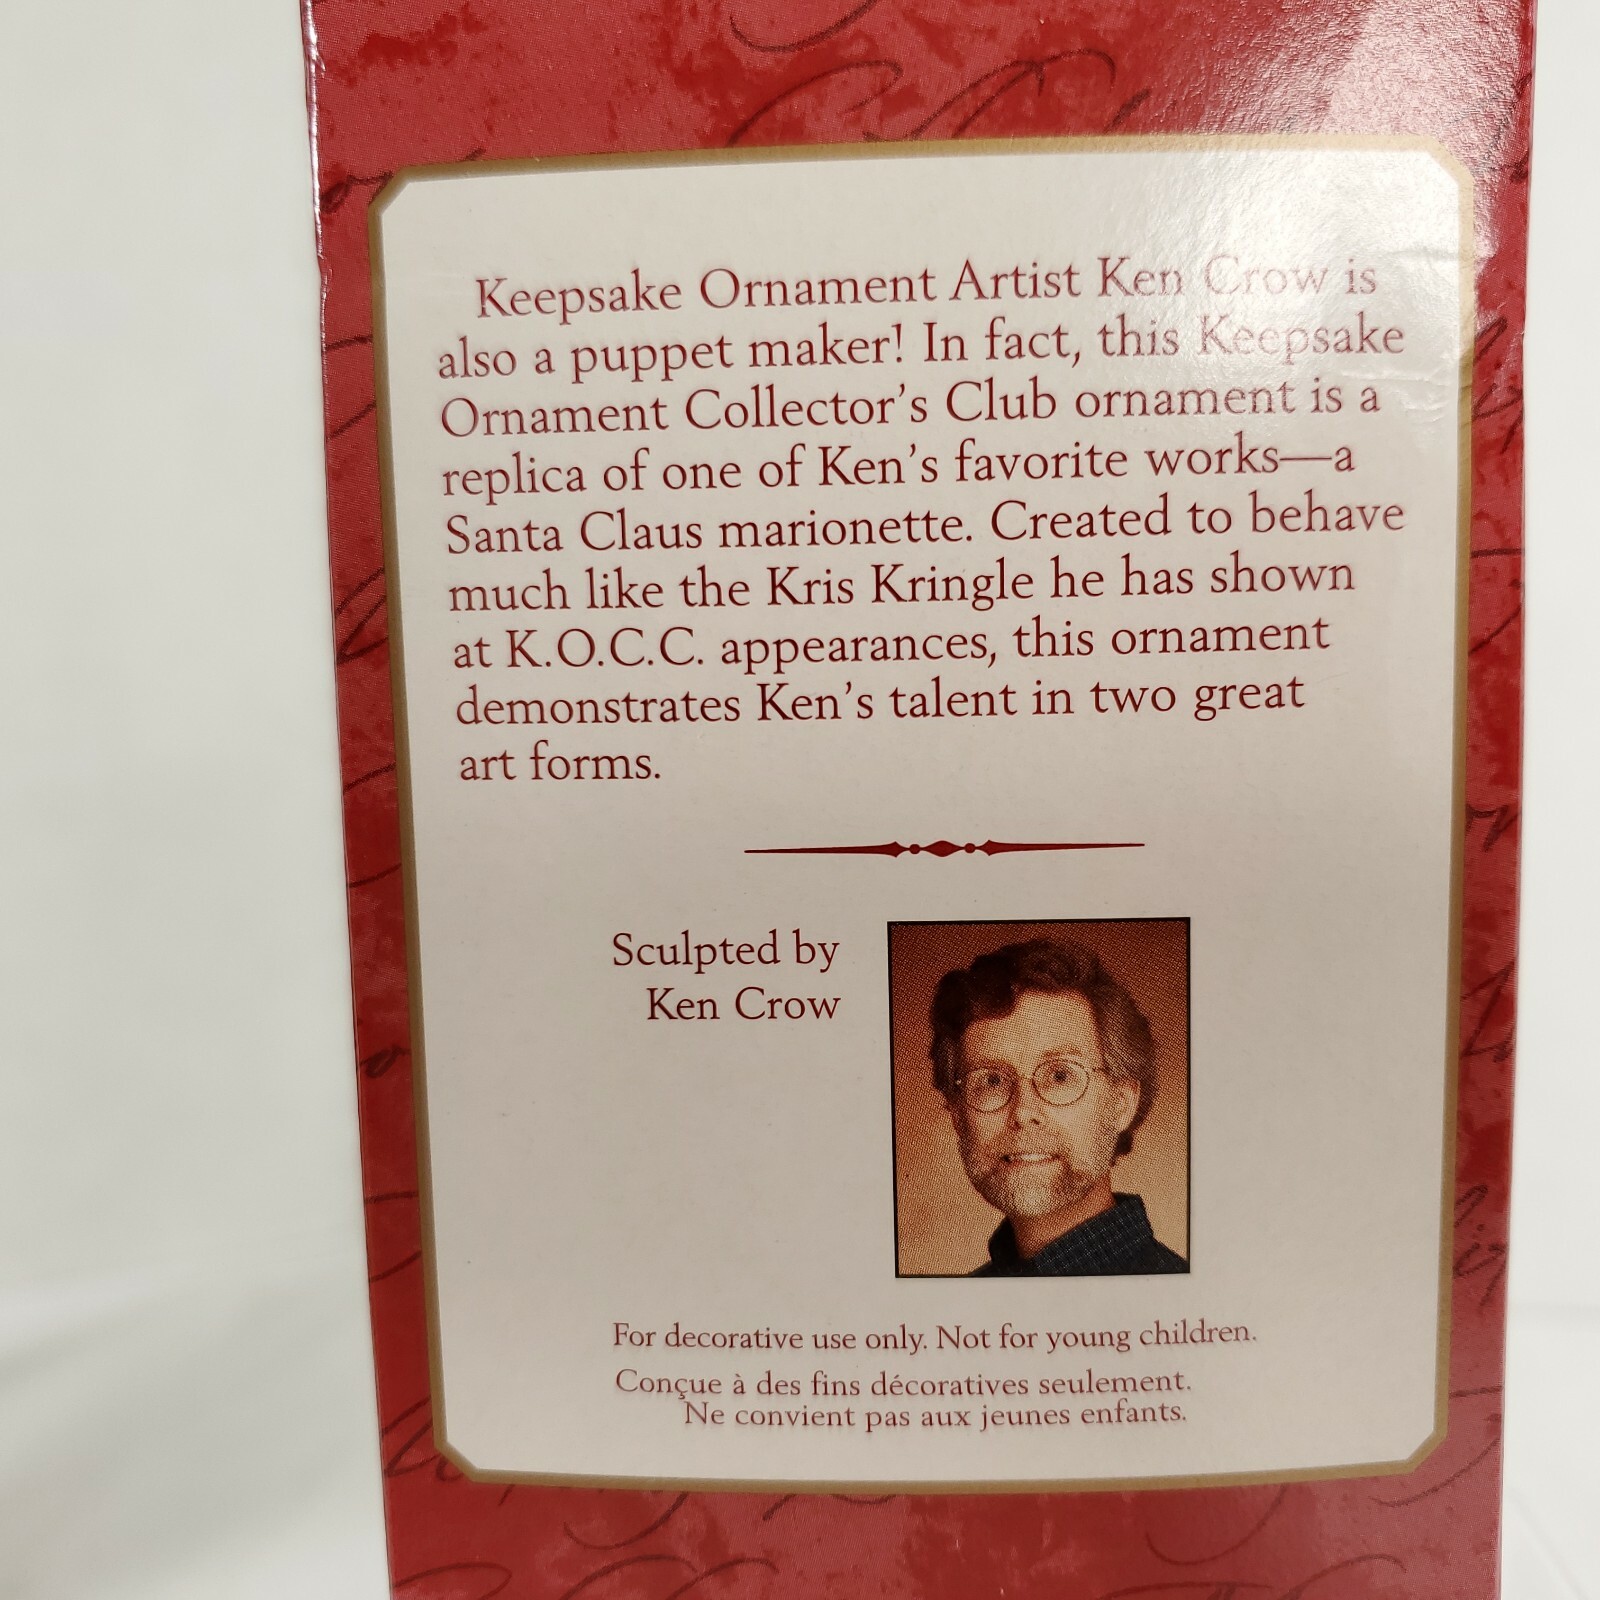 Keepsake Ornament Artist Ken Crow is
also a puppet maker! In fact, this Keepsake
Ornament Collector's Club ornament is a
replica of one of Ken's favorite works—a
Santa Claus marionette. Created to behave
much like the Kris Kringle he has shown
at K.O.C.C. appearances, this ornament
demonstrates Ken's talent in two great
art forms.
Sculpted by
Ken Crow
For decorative use only. Not for young children.
Conçue à des fins décoratives seulement.
Ne convient pas aux jeunes enfants.